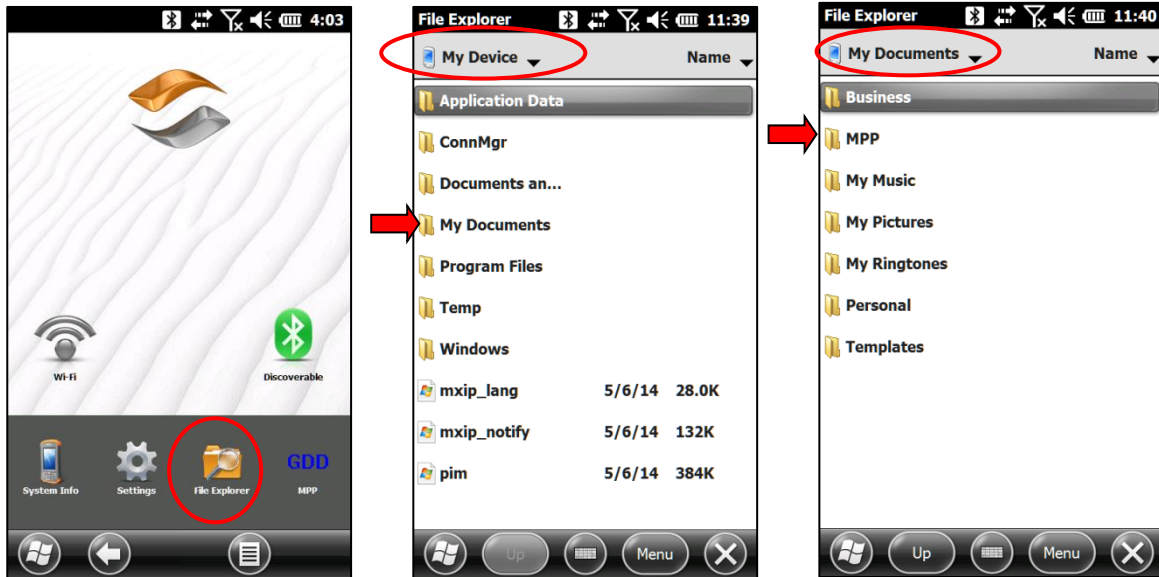 4:03
Wi-Fi
Discoverable
System Info
Settings
File Explorer
GDD
MPP
File Explorer 11:39
My Device Name
Application Data
ConnMgr
Documents an...
My Documents
Program Files
Temp
Windows
mxip_lang 5/6/14 28.0K
mxip_notify 5/6/14 132K
pim 5/6/14 384K
Up Menu
File Explorer 11:40
My Documents Name
Business
MPP
My Music
My Pictures
My Ringtones
Personal
Templates
Up Menu